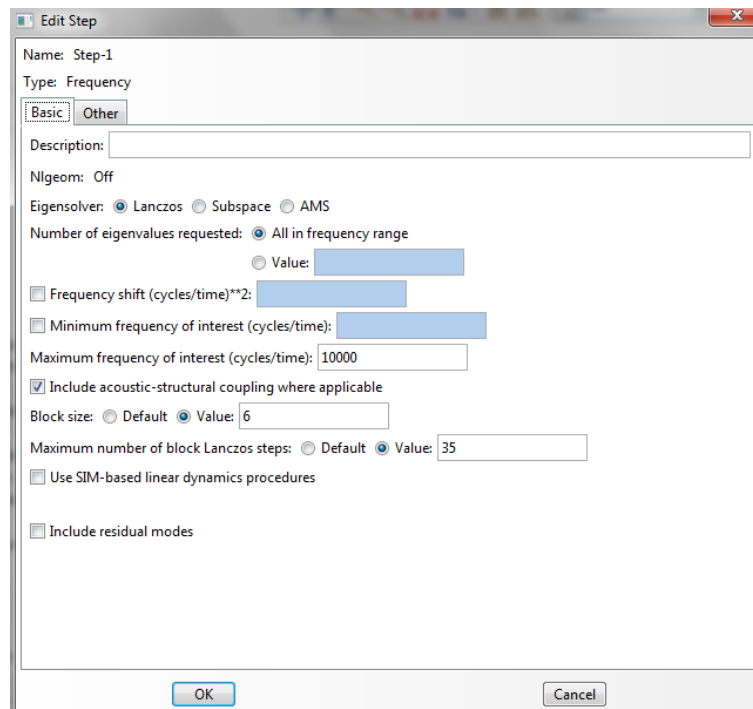 Edit Step
Name: Step-1
Type: Frequency
Basic Other
Description:
Nlgeom: Off
Eigensolver: Lanczos Subspace AMS
Number of eigenvalues requested: All in frequency range
Value:
Frequency shift (cycles/time)**2:
Minimum frequency of interest (cycles/time):
Maximum frequency of interest (cycles/time): 10000
Include acoustic-structural coupling where applicable
Block size: Default Value: 6
Maximum number of block Lanczos steps: Default Value: 35
Use SIM-based linear dynamics procedures
Include residual modes
OK Cancel